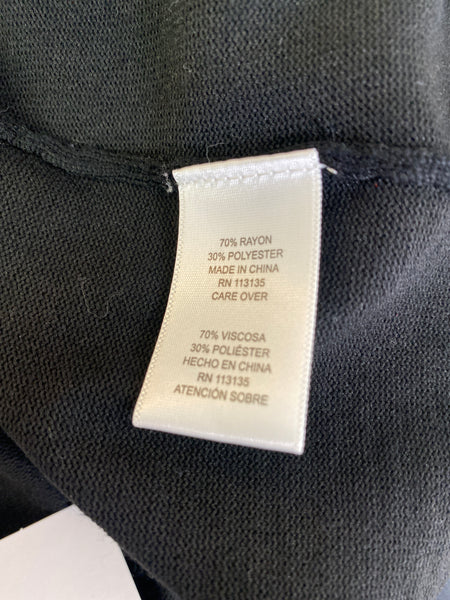 70% RAYON
30% POLYESTER
MADE IN CHINA
RN 113135
CARE OVER
70% VISCOSA
30% POLIÉSTER
HECHO EN CHINA
RN 113135
ATENCIÓN SOBRE